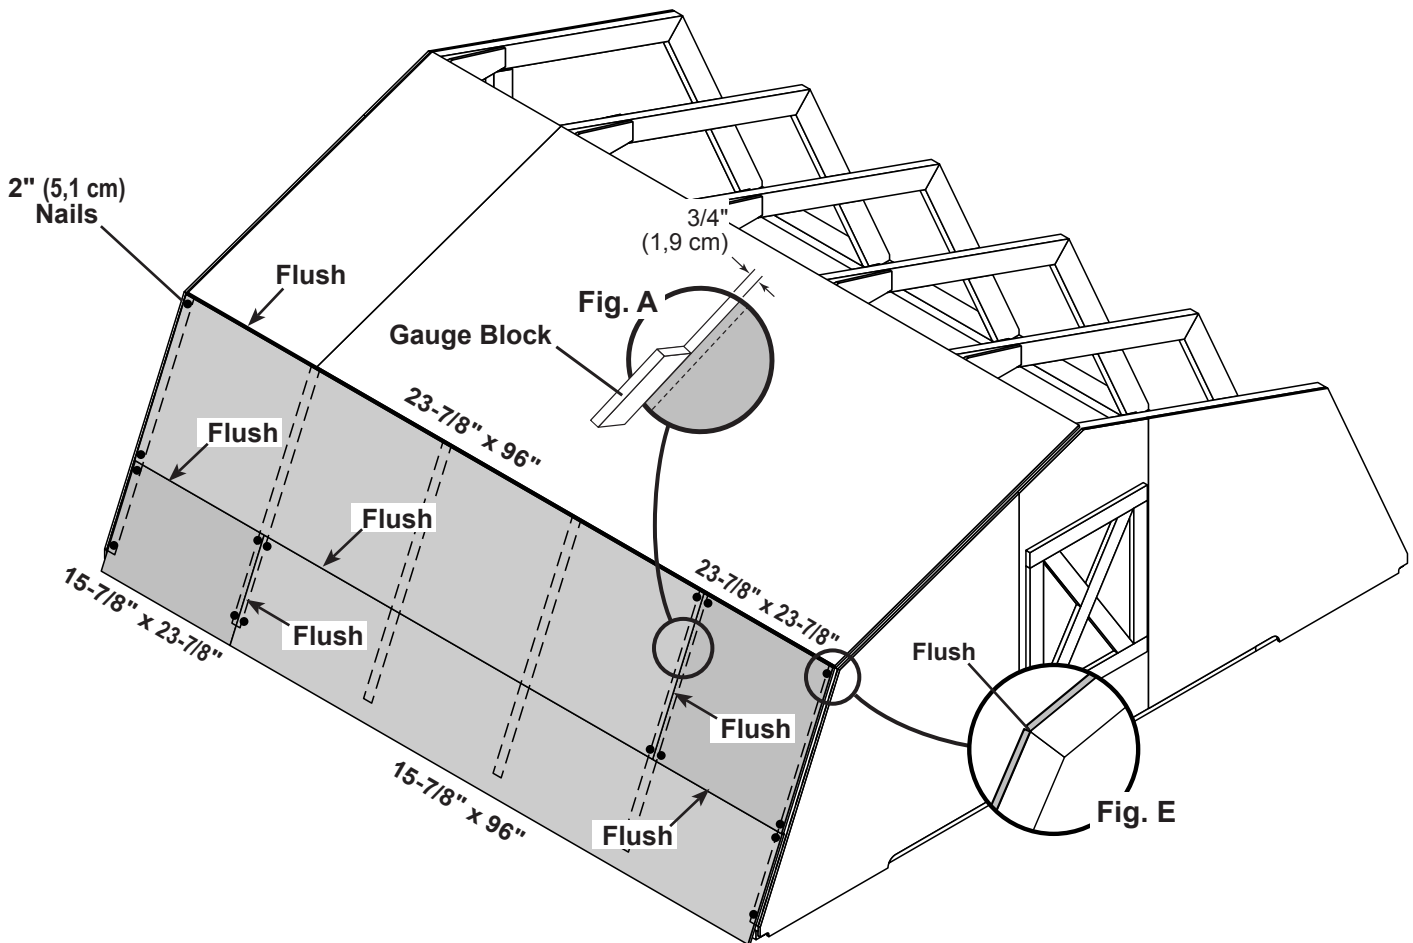 2" (5,1 cm)
Nails
Flush
3/4"
(1,9 cm)
Fig. A
Gauge Block
23-7/8" x 96"
Flush
Flush
23-7/8" x 23-7/8"
15-7/8" x 23-7/8"
Flush
Flush
Flush
Fig. E
15-7/8" x 96"
Flush